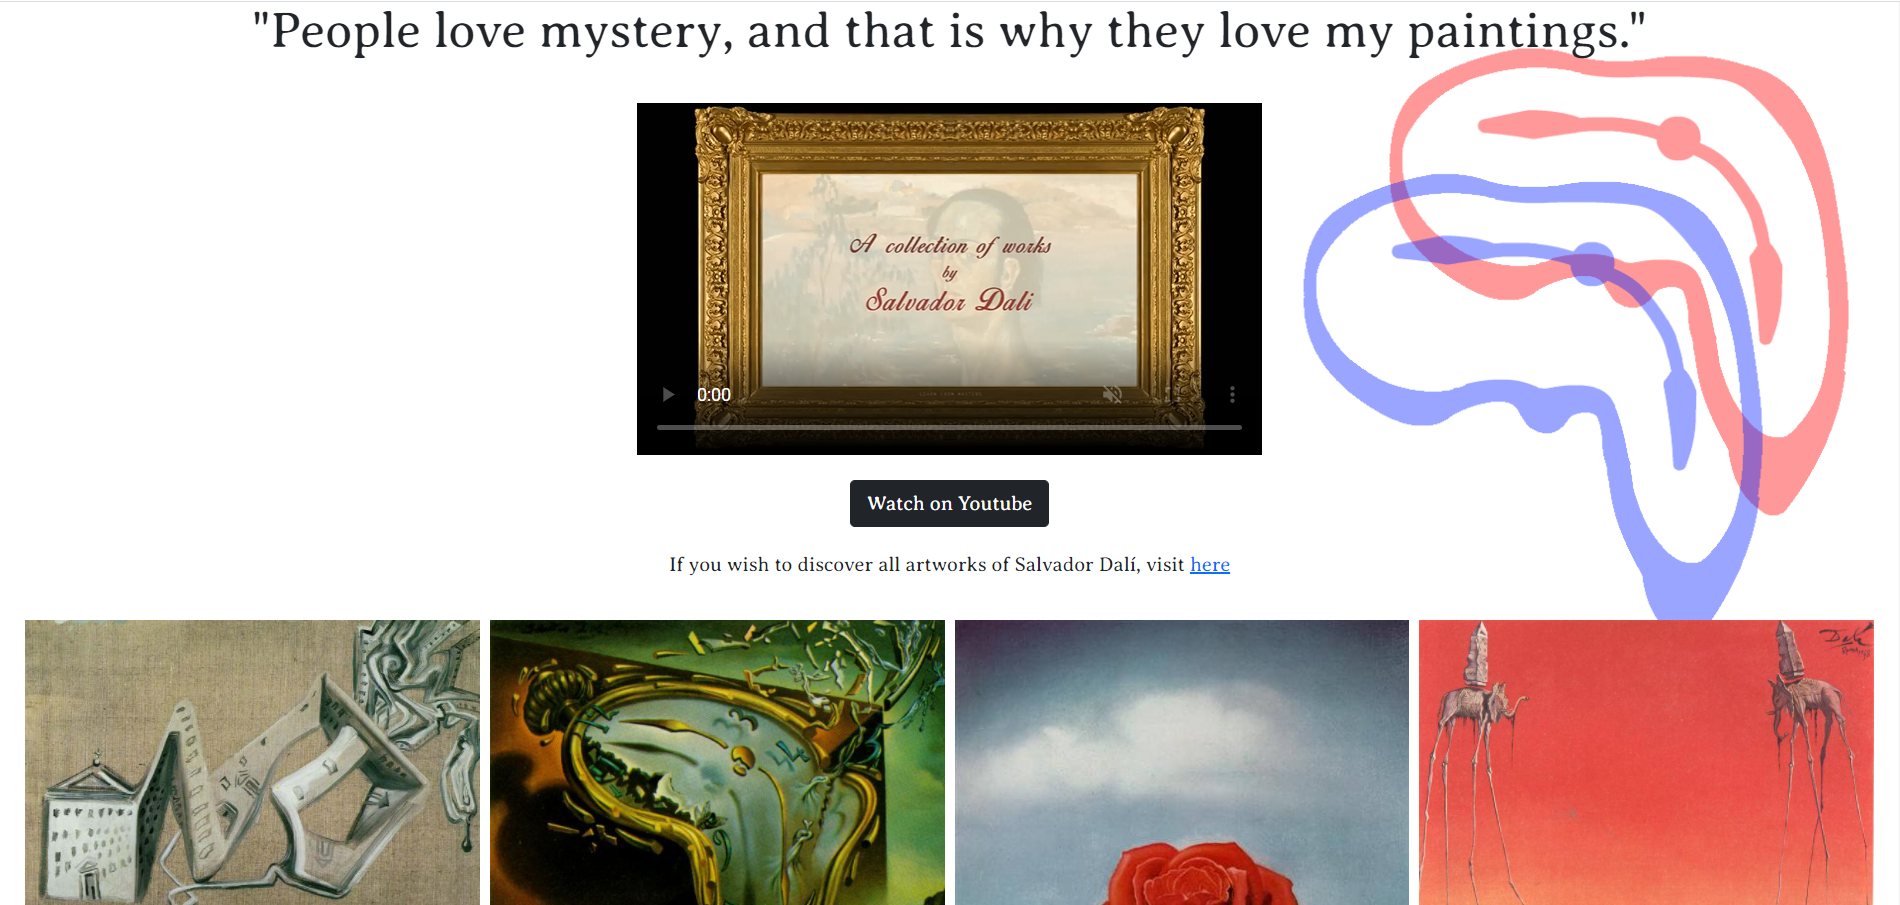 "People love mystery, and that is why they love my paintings."
A collection of works
by
Salvador Dali
0:00
Watch on Youtube
If you wish to discover all artworks of Salvador Dalí, visit here